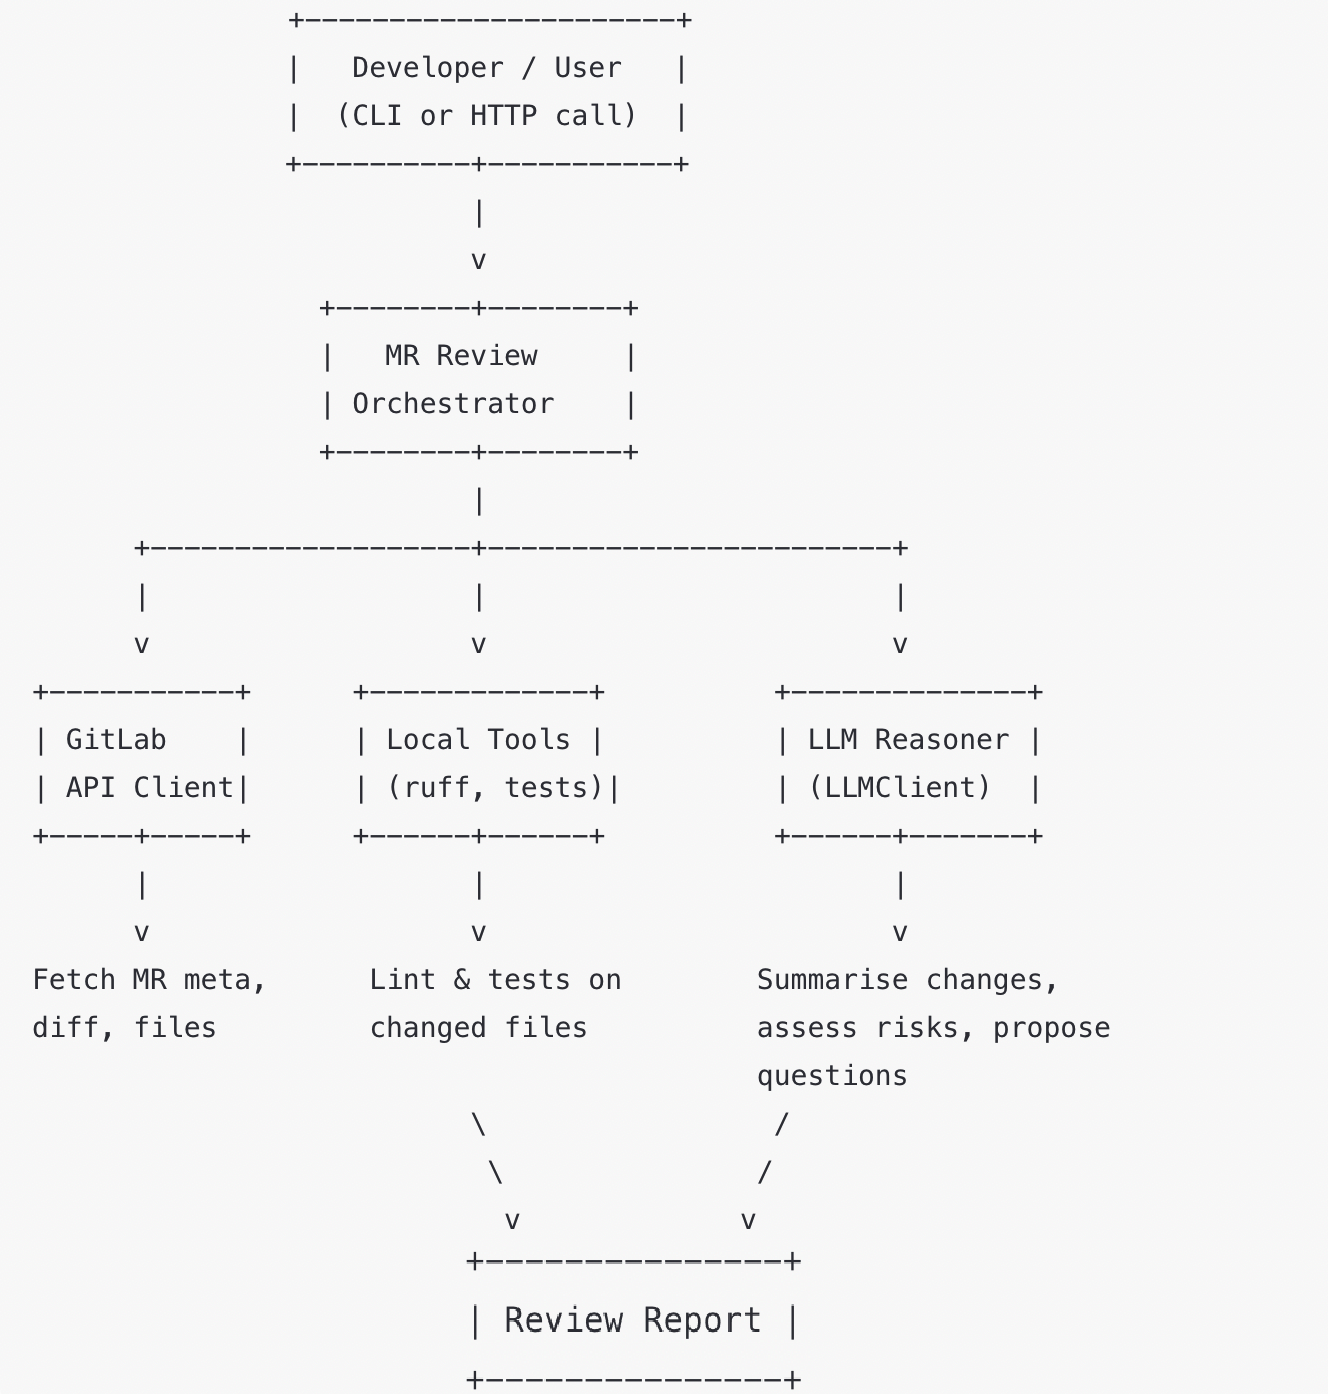 +----------------------+
|   Developer / User   |
|  (CLI or HTTP call)  |
+----------+-----------+
           |
           v
  +--------+--------+
  |   MR Review     |
  | Orchestrator    |
  +--------+--------+
           |
+-------------------+------------------------+
|                   |                        |
v                   v                        v
+-----------+      +-------------+          +--------------+
| GitLab    |      | Local Tools |          | LLM Reasoner |
| API Client|      | (ruff, tests)|         | (LLMClient)  |
+-----+-----+      +------+------+          +------+-------+
      |                   |                        |
      v                   v                        v
Fetch MR meta,      Lint & tests on        Summarise changes,
diff, files         changed files          assess risks, propose
                                           questions
                          \                 /
                           \               /
                            v             v
                          +---------------+
                          | Review Report |
                          +---------------+